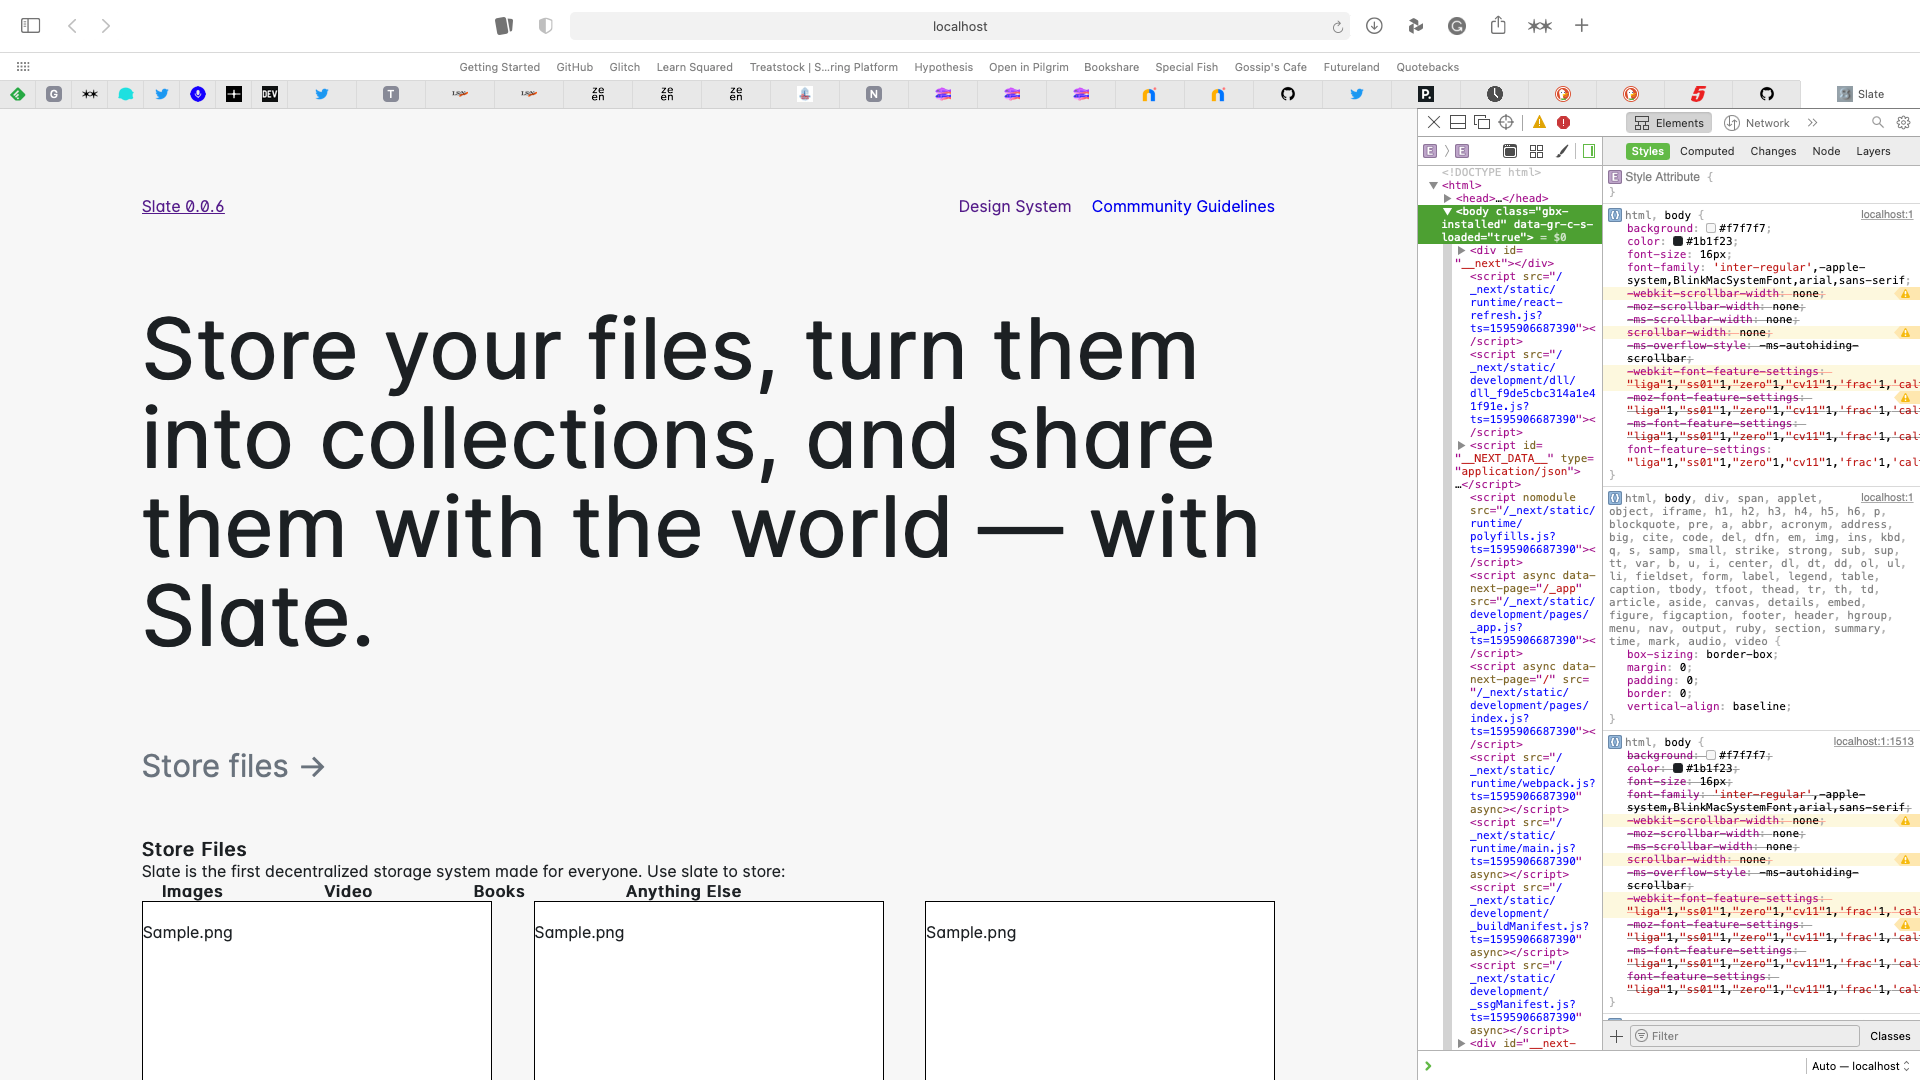 localhost
Getting Started GitHub Glitch Learn Squared Treatstock | S...ring Platform Hypothesis Open in Pilgrim Bookshare Special Fish Gossip's Cafe Futureland Quotebacks
G DEV T ze en ze en ze en N P. 5 Slate
Elements Network
E E Styles Computed Changes Node Layers
Slate 0.0.6
Design System Commmunity Guidelines
Store your files, turn them
into collections, and share
them with the world — with
Slate.
Store files →
Store Files
Slate is the first decentralized storage system made for everyone. Use slate to store:
Images Video Books Anything Else
Sample.png Sample.png Sample.png
<!DOCTYPE html>
<html>
<head>…</head>
<body class="gbx-
installed" data-gr-c-s-
loaded="true"> = $0
<div id=
"__next"></div>
<script src="/
_next/static/
runtime/react-
refresh.js?
ts=1595906687390"><
/script>
<script src="/
_next/static/
development/dll/
dll_f9de5cbc314a1e4
1f91e.js?
ts=1595906687390"><
/script>
<script id=
"__NEXT_DATA__" type=
"application/json">
…</script>
<script nomodule
src="/_next/static/
runtime/
polyfills.js?
ts=1595906687390"><
/script>
<script async data-
next-page="/_app"
src="/_next/static/
development/pages/
_app.js?
ts=1595906687390"><
/script>
<script async data-
next-page="/" src=
"/_next/static/
development/pages/
index.js?
ts=1595906687390"><
/script>
<script src="/
_next/static/
runtime/webpack.js?
ts=1595906687390"
async></script>
<script src="/
_next/static/
runtime/main.js?
ts=1595906687390"
async></script>
<script src="/
_next/static/
development/
_buildManifest.js?
ts=1595906687390"
async></script>
<script src="/
_next/static/
development/
_ssgManifest.js?
ts=1595906687390"
async></script>
<div id="__next-
E Style Attribute {
}
html, body { localhost:1
background: #f7f7f7;
color: #1b1f23;
font-size: 16px;
font-family: 'inter-regular',-apple-
system,BlinkMacSystemFont,arial,sans-serif;
-webkit-scrollbar-width: none;
-moz-scrollbar-width: none;
-ms-scrollbar-width: none;
scrollbar-width: none;
-ms-overflow-style: -ms-autohiding-
scrollbar;
-webkit-font-feature-settings:
"liga"1,"ss01"1,"zero"1,"cv11"1,'frac'1,'cal
-moz-font-feature-settings:
"liga"1,"ss01"1,"zero"1,"cv11"1,'frac'1,'cal
-ms-font-feature-settings:
"liga"1,"ss01"1,"zero"1,"cv11"1,'frac'1,'cal
font-feature-settings:
"liga"1,"ss01"1,"zero"1,"cv11"1,'frac'1,'cal
}
html, body, div, span, applet, localhost:1
object, iframe, h1, h2, h3, h4, h5, h6, p,
blockquote, pre, a, abbr, acronym, address,
big, cite, code, del, dfn, em, img, ins, kbd,
q, s, samp, small, strike, strong, sub, sup,
tt, var, b, u, i, center, dl, dt, dd, ol, ul,
li, fieldset, form, label, legend, table,
caption, tbody, tfoot, thead, tr, th, td,
article, aside, canvas, details, embed,
figure, figcaption, footer, header, hgroup,
menu, nav, output, ruby, section, summary,
time, mark, audio, video {
box-sizing: border-box;
margin: 0;
padding: 0;
border: 0;
vertical-align: baseline;
}
html, body { localhost:1:1513
background: #f7f7f7;
color: #1b1f23;
font-size: 16px;
font-family: 'inter-regular',-apple-
system,BlinkMacSystemFont,arial,sans-serif;
-webkit-scrollbar-width: none;
-moz-scrollbar-width: none;
-ms-scrollbar-width: none;
scrollbar-width: none;
-ms-overflow-style: -ms-autohiding-
scrollbar;
-webkit-font-feature-settings:
"liga"1,"ss01"1,"zero"1,"cv11"1,'frac'1,'cal
-moz-font-feature-settings:
"liga"1,"ss01"1,"zero"1,"cv11"1,'frac'1,'cal
-ms-font-feature-settings:
"liga"1,"ss01"1,"zero"1,"cv11"1,'frac'1,'cal
font-feature-settings:
"liga"1,"ss01"1,"zero"1,"cv11"1,'frac'1,'cal
}
Filter Classes
Auto — localhost